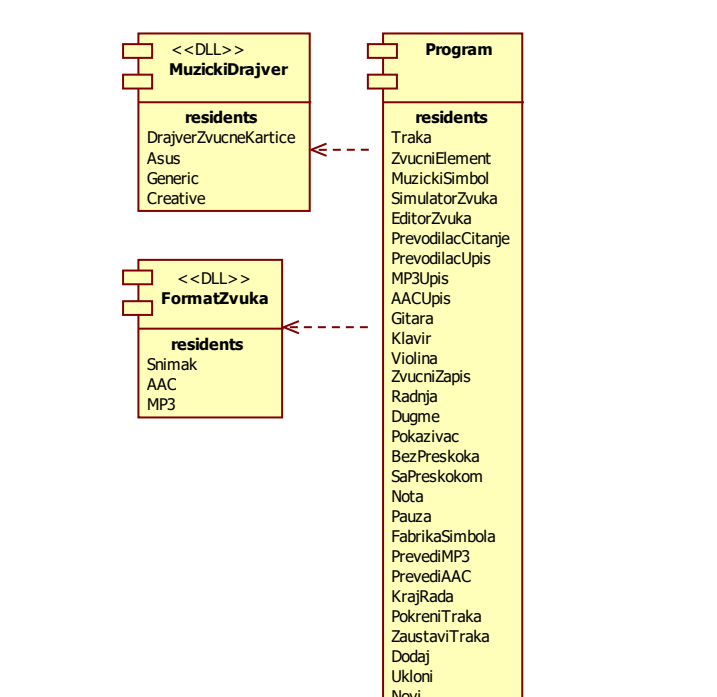 <<DLL>>
MuzickiDrajver
residents
DrajverZvucneKartice
Asus
Generic
Creative
<<DLL>>
FormatZvuka
residents
Snimak
AAC
MP3
Program
residents
Traka
ZvucniElement
MuzickiSimbol
SimulatorZvuka
EditorZvuka
PrevodilacCitanje
PrevodilacUpis
MP3Upis
AACUpis
Gitara
Klavir
Violina
ZvucniZapis
Radnja
Dugme
Pokazivac
BezPreskoka
SaPreskokom
Nota
Pauza
FabrikaSimbola
PrevediMP3
PrevediAAC
KrajRada
PokreniTraka
ZaustaviTraka
Dodaj
Ukloni
Novi